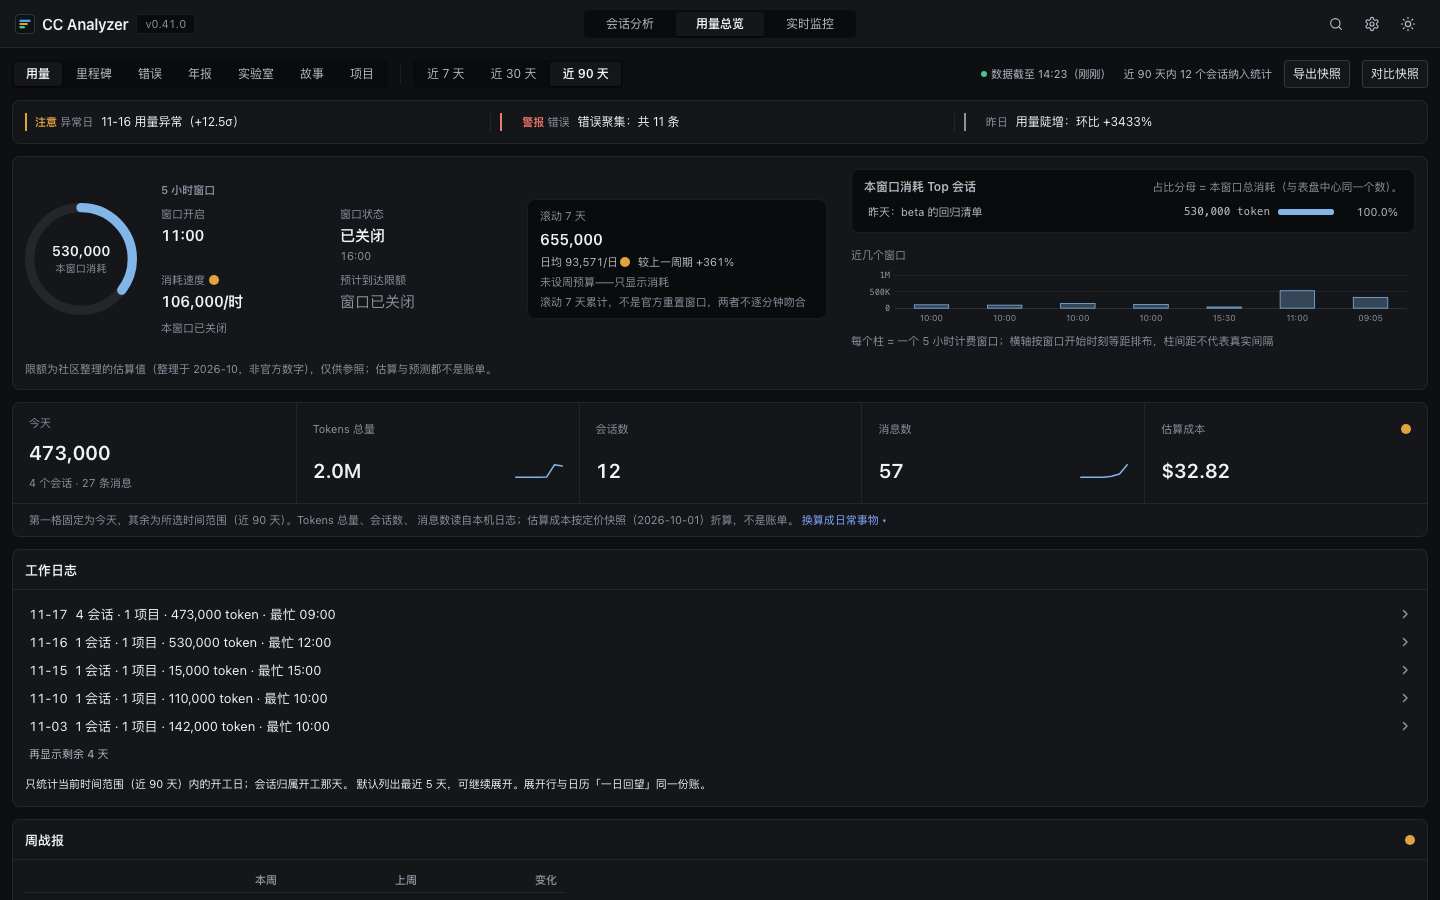 CC Analyzer v0.41.0
会话分析 用量总览 实时监控
用量 里程碑 错误 年报 实验室 故事 项目 近 7 天 近 30 天 近 90 天
数据截至 14:23（刚刚） 近 90 天内 12 个会话纳入统计 导出快照 对比快照
注意 异常日 11-16 用量异常（+12.5σ）
警报 错误 错误聚集：共 11 条
昨日 用量陡增：环比 +3433%
530,000
本窗口消耗
5 小时窗口
窗口开启
11:00
窗口状态
已关闭
16:00
消耗速度
106,000/时
本窗口已关闭
预计到达限额
窗口已关闭
滚动 7 天
655,000
日均 93,571/日 较上一周期 +361%
未设周预算——只显示消耗
滚动 7 天累计，不是官方重置窗口，两者不逐分钟吻合
本窗口消耗 Top 会话 占比分母 = 本窗口总消耗（与表盘中心同一个数）。
昨天：beta 的回归清单 530,000 token 100.0%
近几个窗口
1M
500K
0
10:00 10:00 10:00 10:00 15:30 11:00 09:05
每个柱 = 一个 5 小时计费窗口；横轴按窗口开始时刻等距排布，柱间距不代表真实间隔
限额为社区整理的估算值（整理于 2026-10，非官方数字），仅供参照；估算与预测都不是账单。
今天
473,000
4 个会话 · 27 条消息
Tokens 总量
2.0M
会话数
12
消息数
57
估算成本
$32.82
第一格固定为今天，其余为所选时间范围（近 90 天）。Tokens 总量、会话数、 消息数读自本机日志；估算成本按定价快照（2026-10-01）折算，不是账单。 换算成日常事物
工作日志
11-17 4 会话 · 1 项目 · 473,000 token · 最忙 09:00
11-16 1 会话 · 1 项目 · 530,000 token · 最忙 12:00
11-15 1 会话 · 1 项目 · 15,000 token · 最忙 15:00
11-10 1 会话 · 1 项目 · 110,000 token · 最忙 10:00
11-03 1 会话 · 1 项目 · 142,000 token · 最忙 10:00
再显示剩余 4 天
只统计当前时间范围（近 90 天）内的开工日；会话归属开工那天。 默认列出最近 5 天，可继续展开。展开行与日历「一日回望」同一份账。
周战报
本周 上周 变化